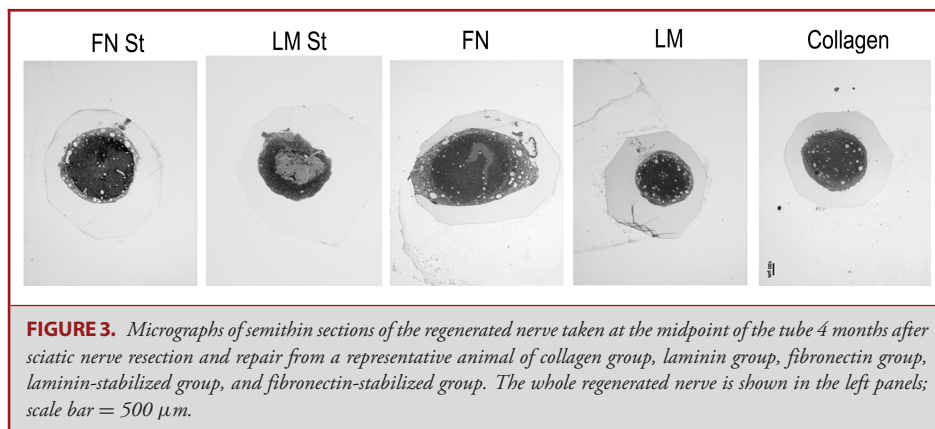 FN St LM St FN LM Collagen
100 µm
FIGURE 3. Micrographs of semithin sections of the regenerated nerve taken at the midpoint of the tube 4 months after
sciatic nerve resection and repair from a representative animal of collagen group, laminin group, fibronectin group,
laminin-stabilized group, and fibronectin-stabilized group. The whole regenerated nerve is shown in the left panels;
scale bar = 500 μm.